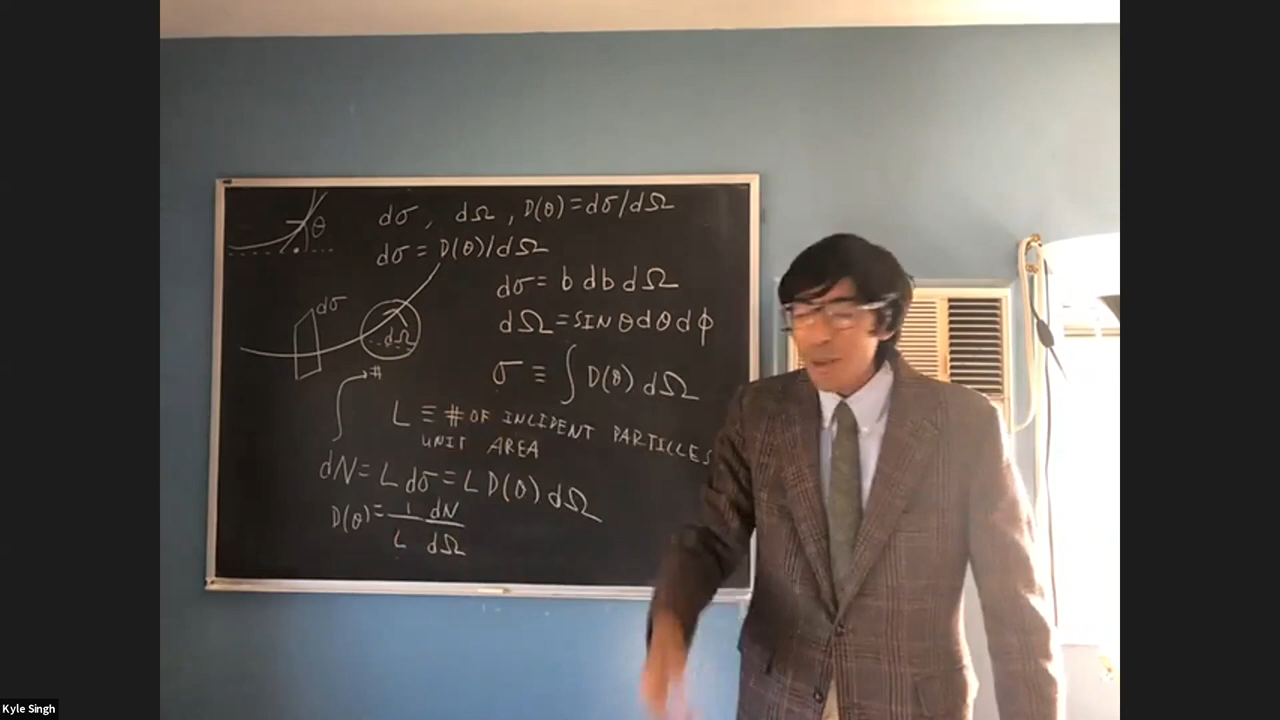 θ
dσ , dΩ , D(θ) = dσ/dΩ
dσ = D(θ)/dΩ
dσ = b db dΩ
dΩ = SIN θ dθ dϕ
dσ
dΩ
σ ≡ ∫ D(θ) dΩ
#
L ≡ # OF INCIDENT PARTICLES
UNIT AREA
dN = L dσ = L D(θ) dΩ
D(θ) = 1/L dN/dΩ
Kyle Singh